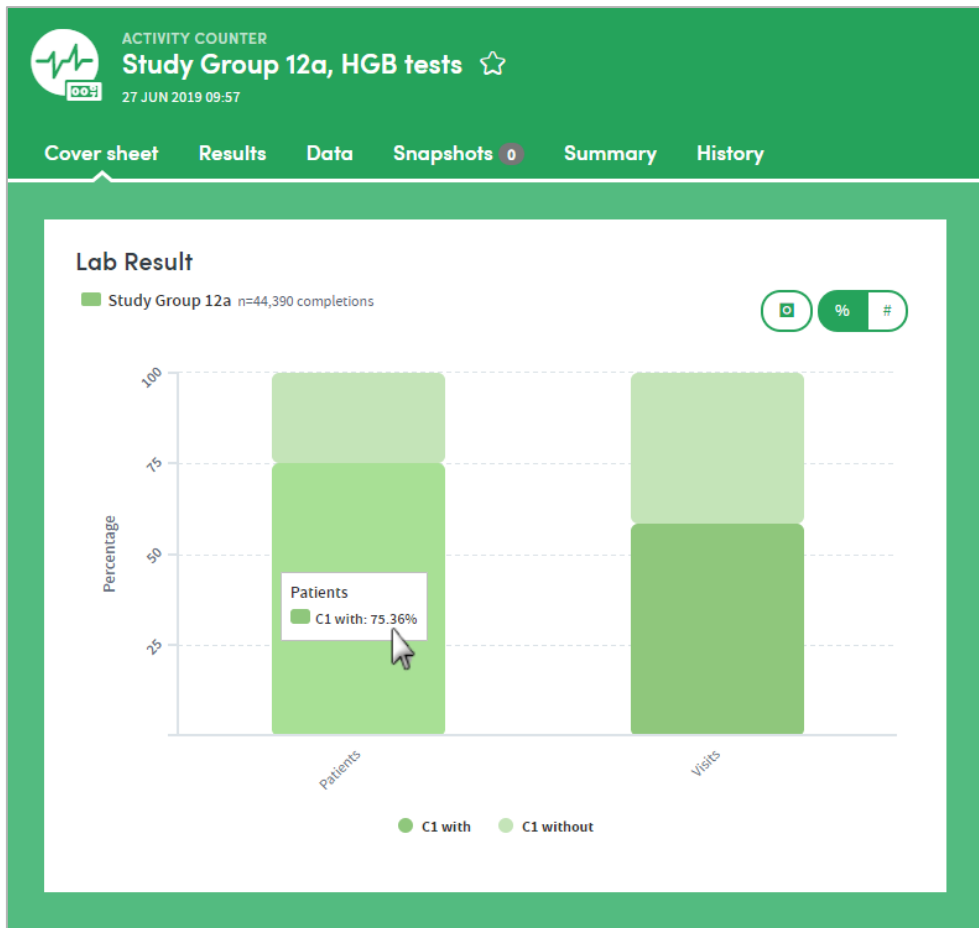 ACTIVITY COUNTER
Study Group 12a, HGB tests
27 JUN 2019 09:57
Cover sheet Results Data Snapshots 0 Summary History
Lab Result
Study Group 12a n=44,390 completions
% #
100
75
50
25
Percentage
Patients
C1 with: 75.36%
Patients Visits
C1 with C1 without